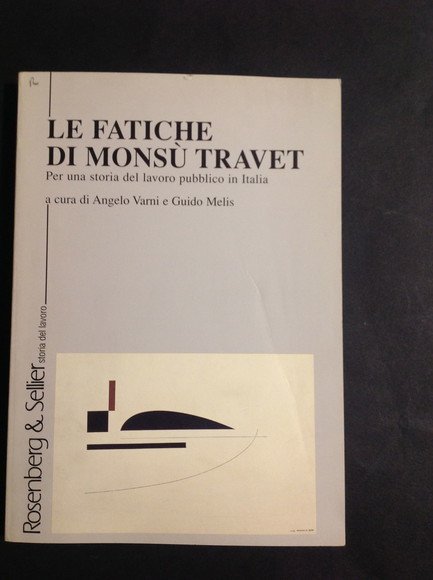 LE FATICHE
DI MONSÙ TRAVET
Per una storia del lavoro pubblico in Italia
a cura di Angelo Varni e Guido Melis
Rosenberg & Sellier
storia del lavoro